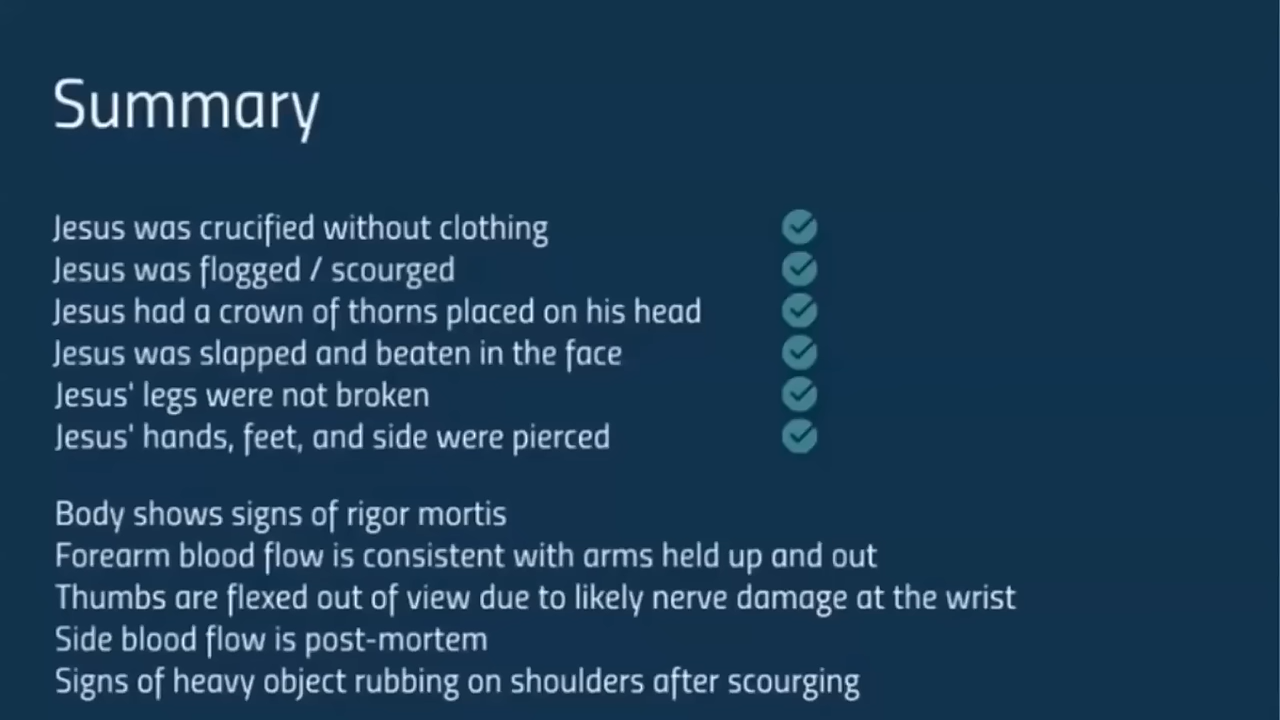 Summary
Jesus was crucified without clothing
Jesus was flogged / scourged
Jesus had a crown of thorns placed on his head
Jesus was slapped and beaten in the face
Jesus' legs were not broken
Jesus' hands, feet, and side were pierced
Body shows signs of rigor mortis
Forearm blood flow is consistent with arms held up and out
Thumbs are flexed out of view due to likely nerve damage at the wrist
Side blood flow is post-mortem
Signs of heavy object rubbing on shoulders after scourging